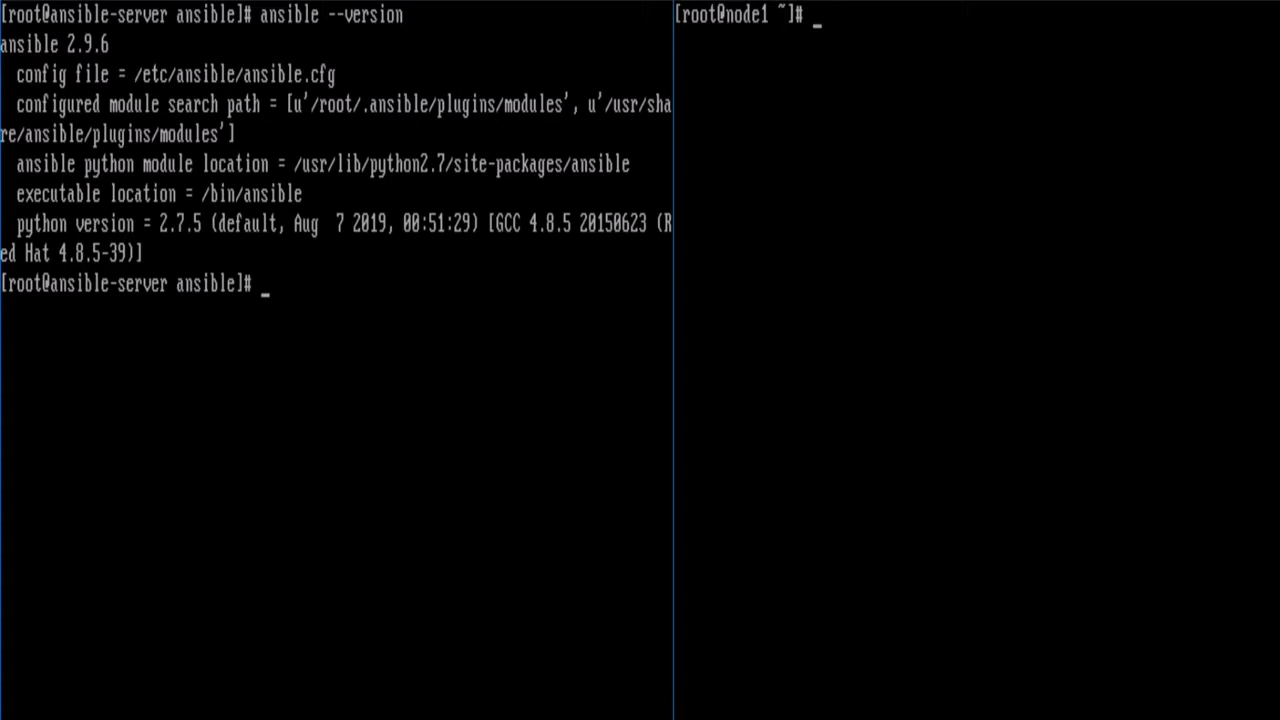 [root@ansible-server ansible]# ansible --version
ansible 2.9.6
  config file = /etc/ansible/ansible.cfg
  configured module search path = [u'/root/.ansible/plugins/modules', u'/usr/sha
re/ansible/plugins/modules']
  ansible python module location = /usr/lib/python2.7/site-packages/ansible
  executable location = /bin/ansible
  python version = 2.7.5 (default, Aug  7 2019, 00:51:29) [GCC 4.8.5 20150623 (R
ed Hat 4.8.5-39)]
[root@ansible-server ansible]# _
[root@node1 ~]# _